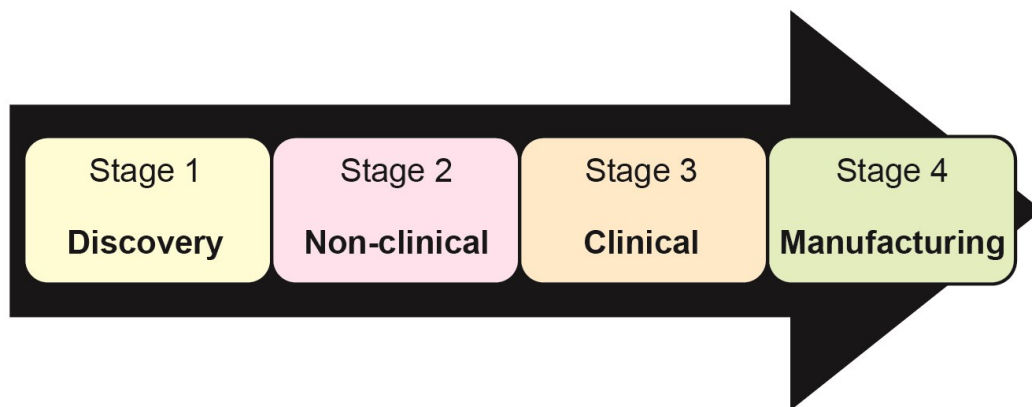 Stage 1
Discovery
Stage 2
Non-clinical
Stage 3
Clinical
Stage 4
Manufacturing